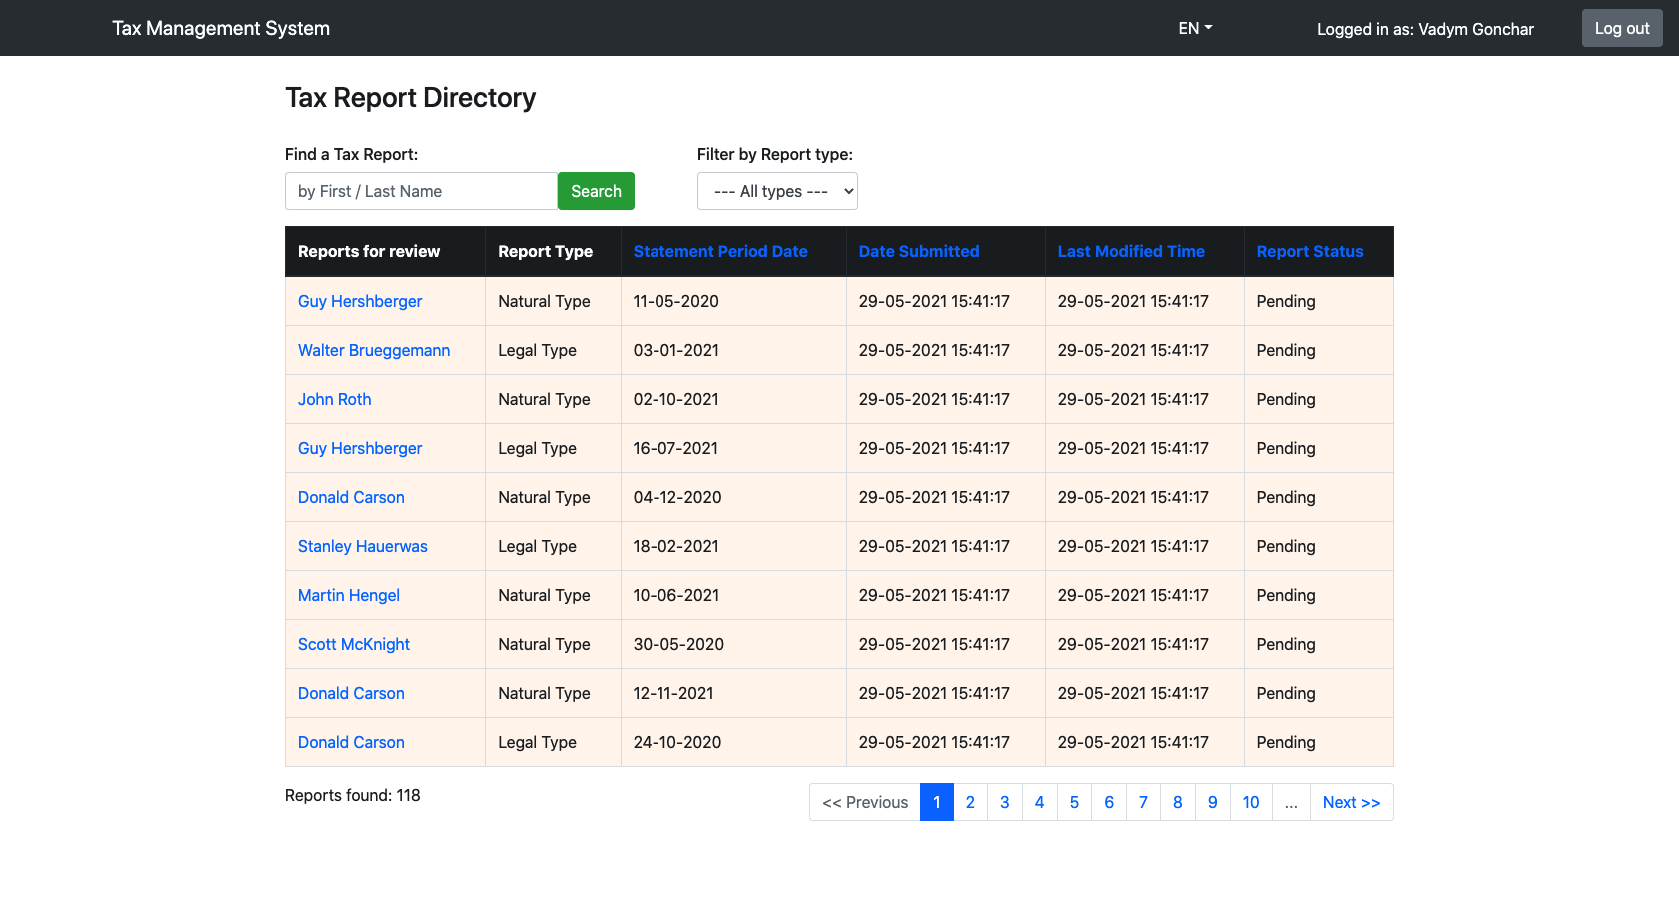 Tax Management System EN Logged in as: Vadym Gonchar Log out
Tax Report Directory
Find a Tax Report: Filter by Report type:
by First / Last Name Search --- All types ---
Reports for review Report Type Statement Period Date Date Submitted Last Modified Time Report Status
Guy Hershberger Natural Type 11-05-2020 29-05-2021 15:41:17 29-05-2021 15:41:17 Pending
Walter Brueggemann Legal Type 03-01-2021 29-05-2021 15:41:17 29-05-2021 15:41:17 Pending
John Roth Natural Type 02-10-2021 29-05-2021 15:41:17 29-05-2021 15:41:17 Pending
Guy Hershberger Legal Type 16-07-2021 29-05-2021 15:41:17 29-05-2021 15:41:17 Pending
Donald Carson Natural Type 04-12-2020 29-05-2021 15:41:17 29-05-2021 15:41:17 Pending
Stanley Hauerwas Legal Type 18-02-2021 29-05-2021 15:41:17 29-05-2021 15:41:17 Pending
Martin Hengel Natural Type 10-06-2021 29-05-2021 15:41:17 29-05-2021 15:41:17 Pending
Scott McKnight Natural Type 30-05-2020 29-05-2021 15:41:17 29-05-2021 15:41:17 Pending
Donald Carson Natural Type 12-11-2021 29-05-2021 15:41:17 29-05-2021 15:41:17 Pending
Donald Carson Legal Type 24-10-2020 29-05-2021 15:41:17 29-05-2021 15:41:17 Pending
Reports found: 118 << Previous 1 2 3 4 5 6 7 8 9 10 ... Next >>